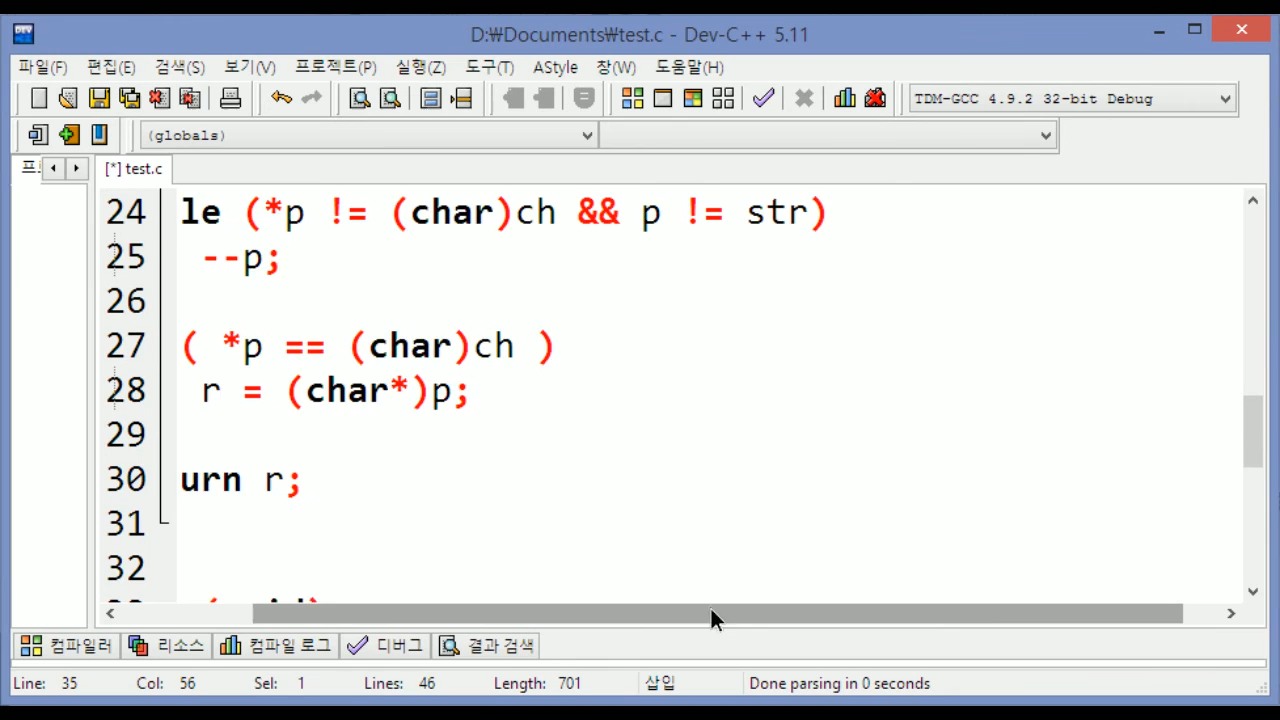 D:₩Documents₩test.c - Dev-C++ 5.11
파일(F) 편집(E) 검색(S) 보기(V) 프로젝트(P) 실행(Z) 도구(T) AStyle 창(W) 도움말(H)
TDM-GCC 4.9.2 32-bit Debug
(globals)
[*] test.c
24 le (*p != (char)ch && p != str)
25 --p;
26
27 ( *p == (char)ch )
28 r = (char*)p;
29
30 urn r;
31
32
컴파일러 리소스 컴파일 로그 디버그 결과 검색
Line: 35 Col: 56 Sel: 1 Lines: 46 Length: 701 삽입 Done parsing in 0 seconds